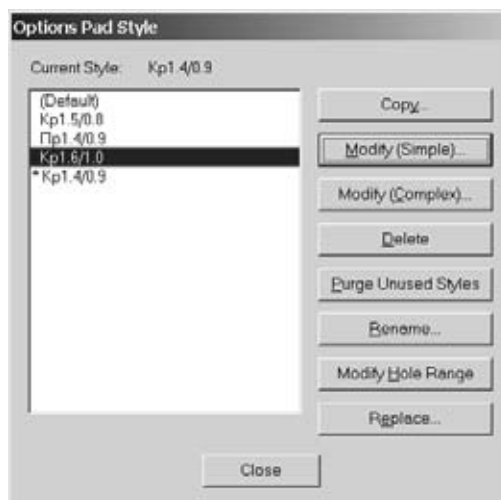 Options Pad Style
Current Style: Кр1.4/0.9
(Default)
Кр1.5/0.8
Пр1.4/0.9
Кр1.6/1.0
* Кр1.4/0.9
Copy...
Modify (Simple)...
Modify (Complex)...
Delete
Purge Unused Styles
Rename...
Modify Hole Range
Replace...
Close